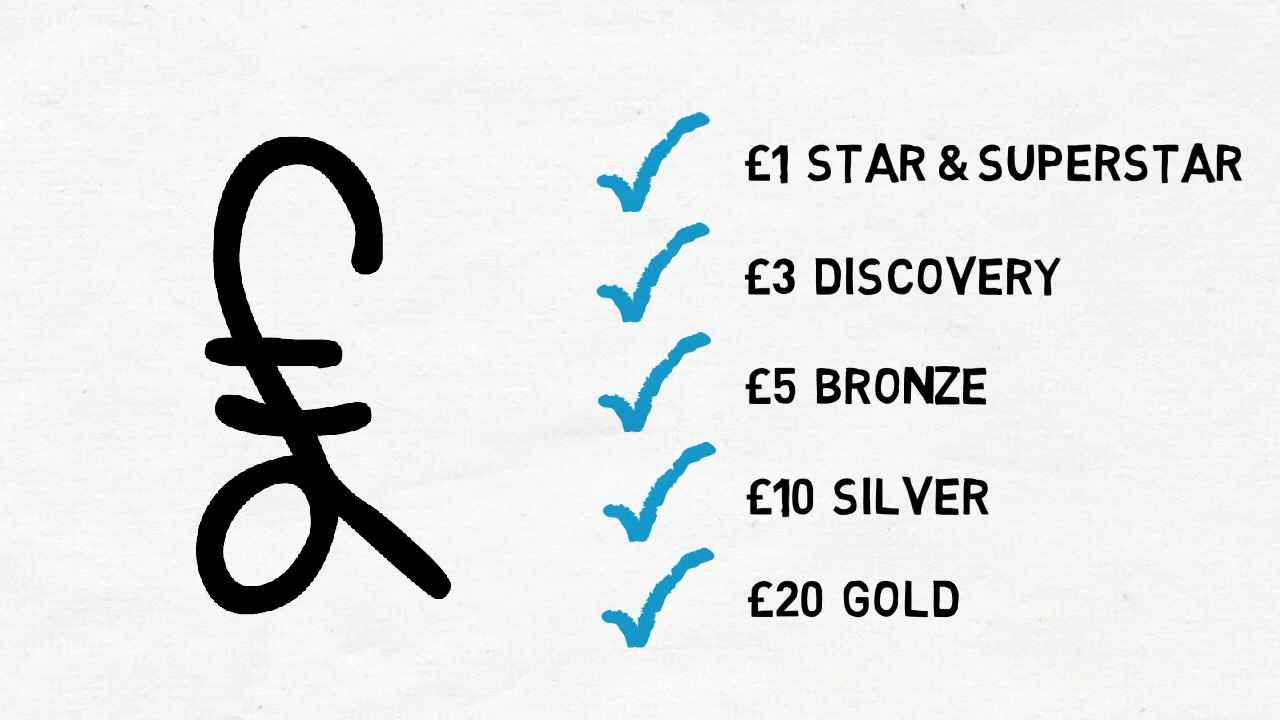 £
£1 STAR & SUPERSTAR
£3 DISCOVERY
£5 BRONZE
£10 SILVER
£20 GOLD